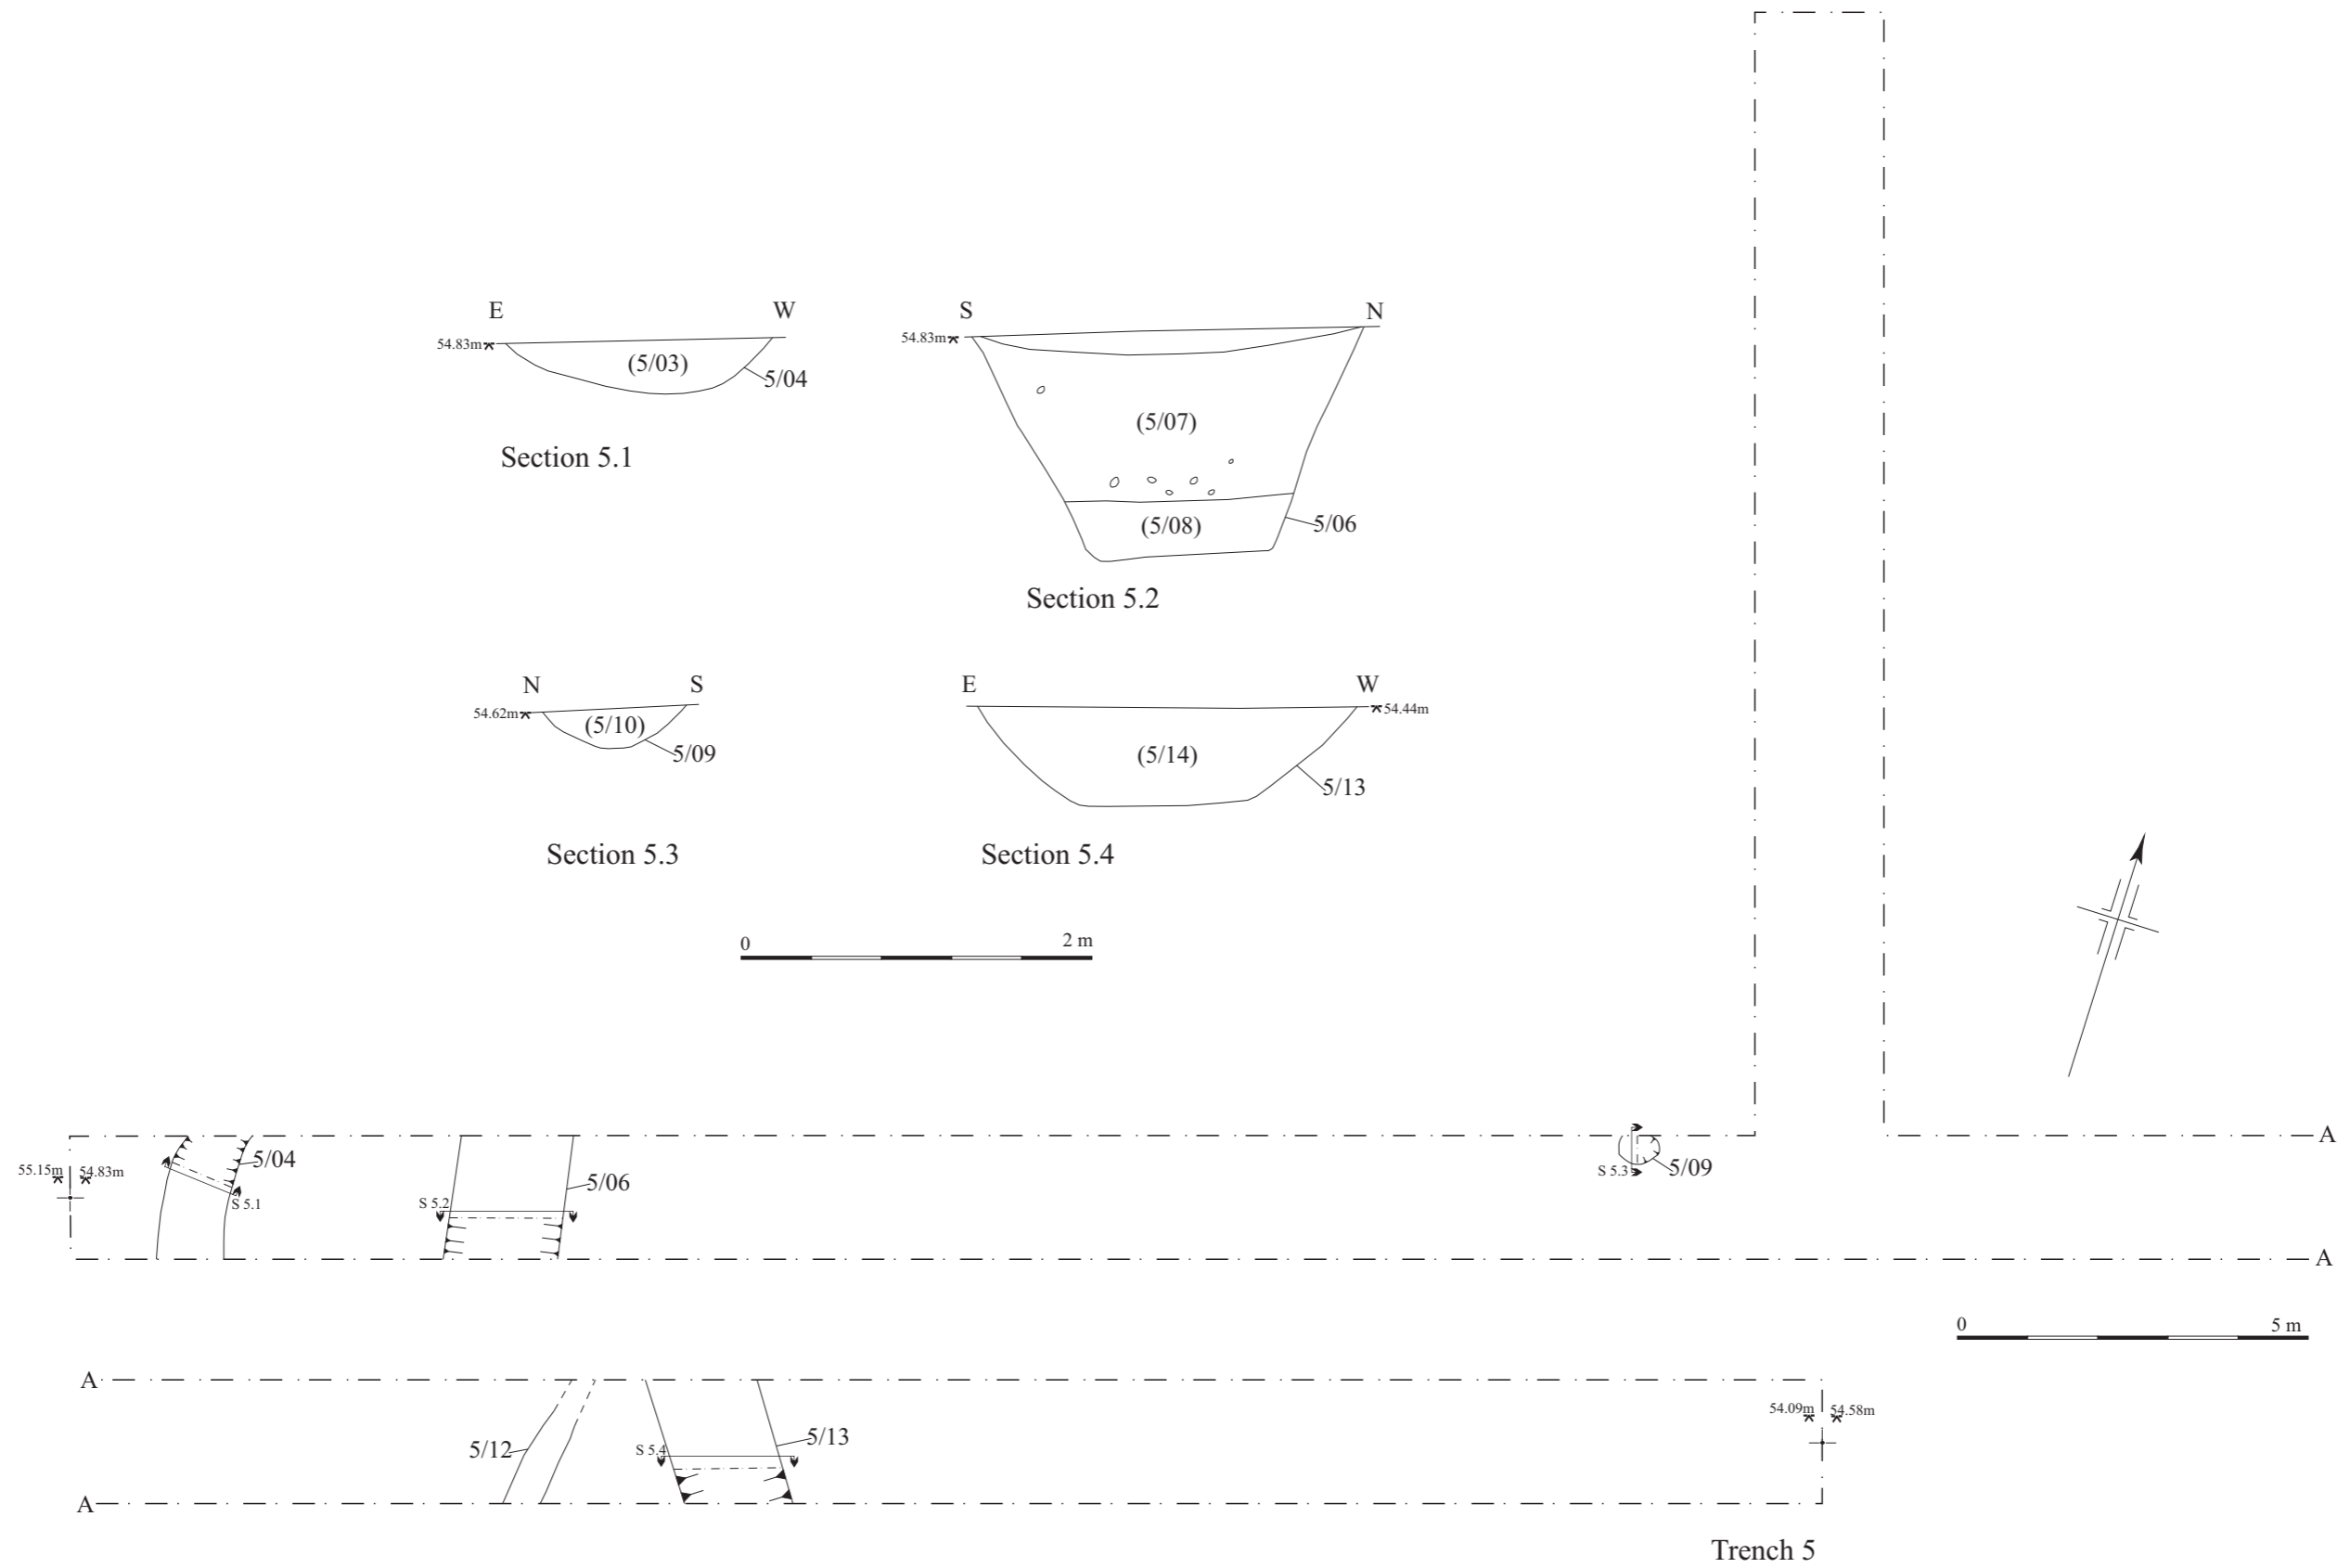 E W S N
54.83m (5/03) 5/04 54.83m
(5/07)
Section 5.1
(5/08) 5/06
Section 5.2
N S E W
54.62m (5/10) 5/09 54.44m
(5/14) 5/13
Section 5.3 Section 5.4
0 2 m
A
55.15m 54.83m 5/04 S 5.1 S 5.2 5/06 S 5.3 5/09
A
0 5 m
A
5/12 S 5.4 5/13 54.09m 54.58m
A
Trench 5